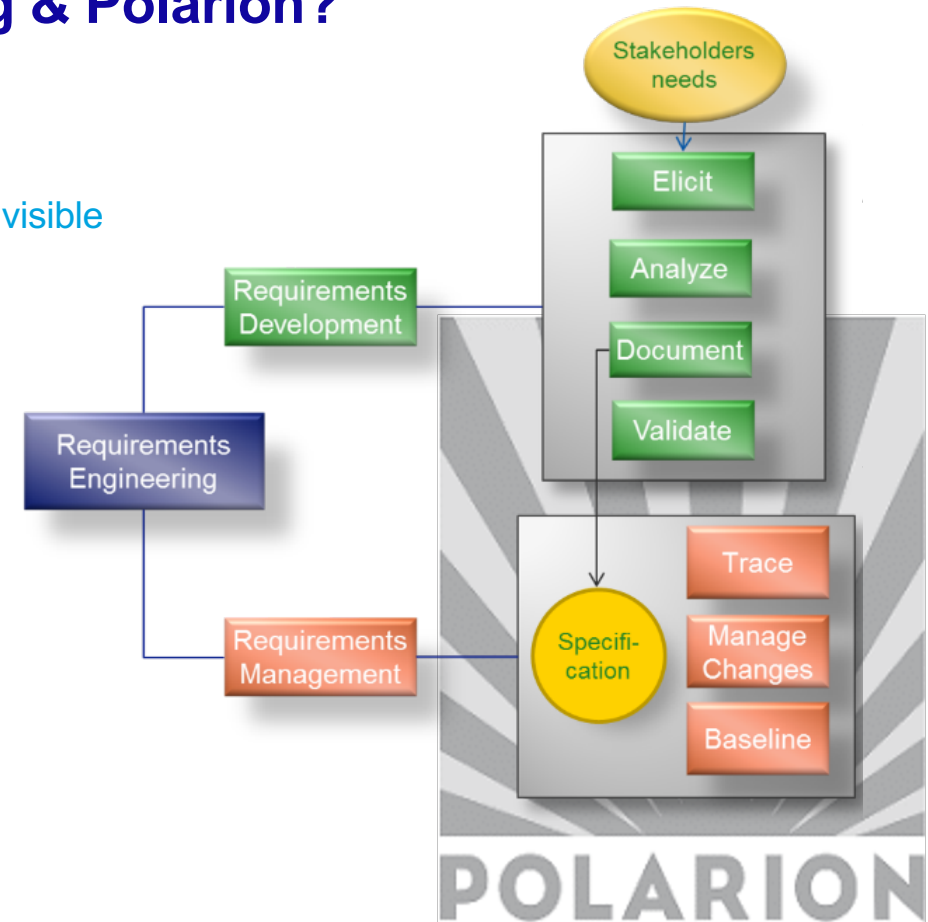 g & Polarion?
Stakeholders
needs
visible
Elicit
Analyze
Document
Validate
Requirements
Development
Requirements
Engineering
Requirements
Management
Specifi-
cation
Trace
Manage
Changes
Baseline
POLARION